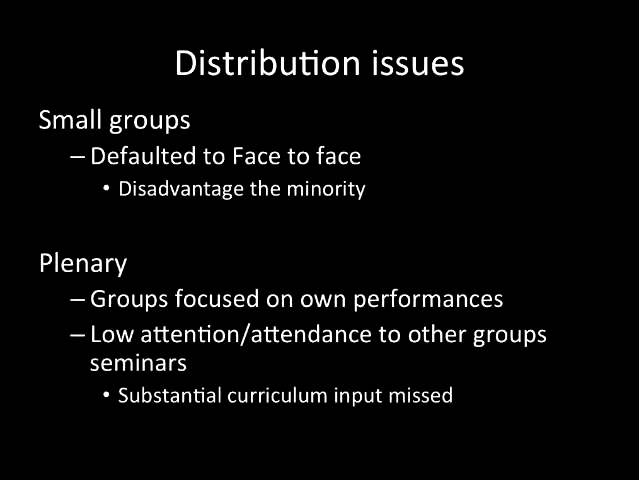 Distribution issues
Small groups
– Defaulted to Face to face
• Disadvantage the minority
Plenary
– Groups focused on own performances
– Low attention/attendance to other groups
seminars
• Substantial curriculum input missed